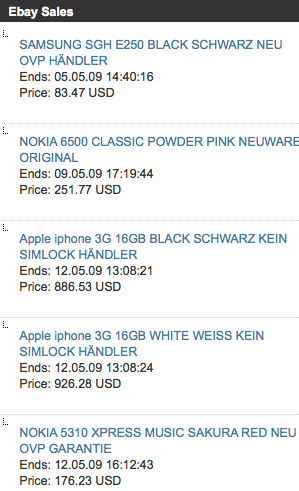 Ebay Sales
SAMSUNG SGH E250 BLACK SCHWARZ NEU
OVP HÄNDLER
Ends: 05.05.09 14:40:16
Price: 83.47 USD
NOKIA 6500 CLASSIC POWDER PINK NEUWARE
ORIGINAL
Ends: 09.05.09 17:19:44
Price: 251.77 USD
Apple iphone 3G 16GB BLACK SCHWARZ KEIN
SIMLOCK HÄNDLER
Ends: 12.05.09 13:08:21
Price: 886.53 USD
Apple iphone 3G 16GB WHITE WEISS KEIN
SIMLOCK HÄNDLER
Ends: 12.05.09 13:08:24
Price: 926.28 USD
NOKIA 5310 XPRESS MUSIC SAKURA RED NEU
OVP GARANTIE
Ends: 12.05.09 16:12:43
Price: 176.23 USD